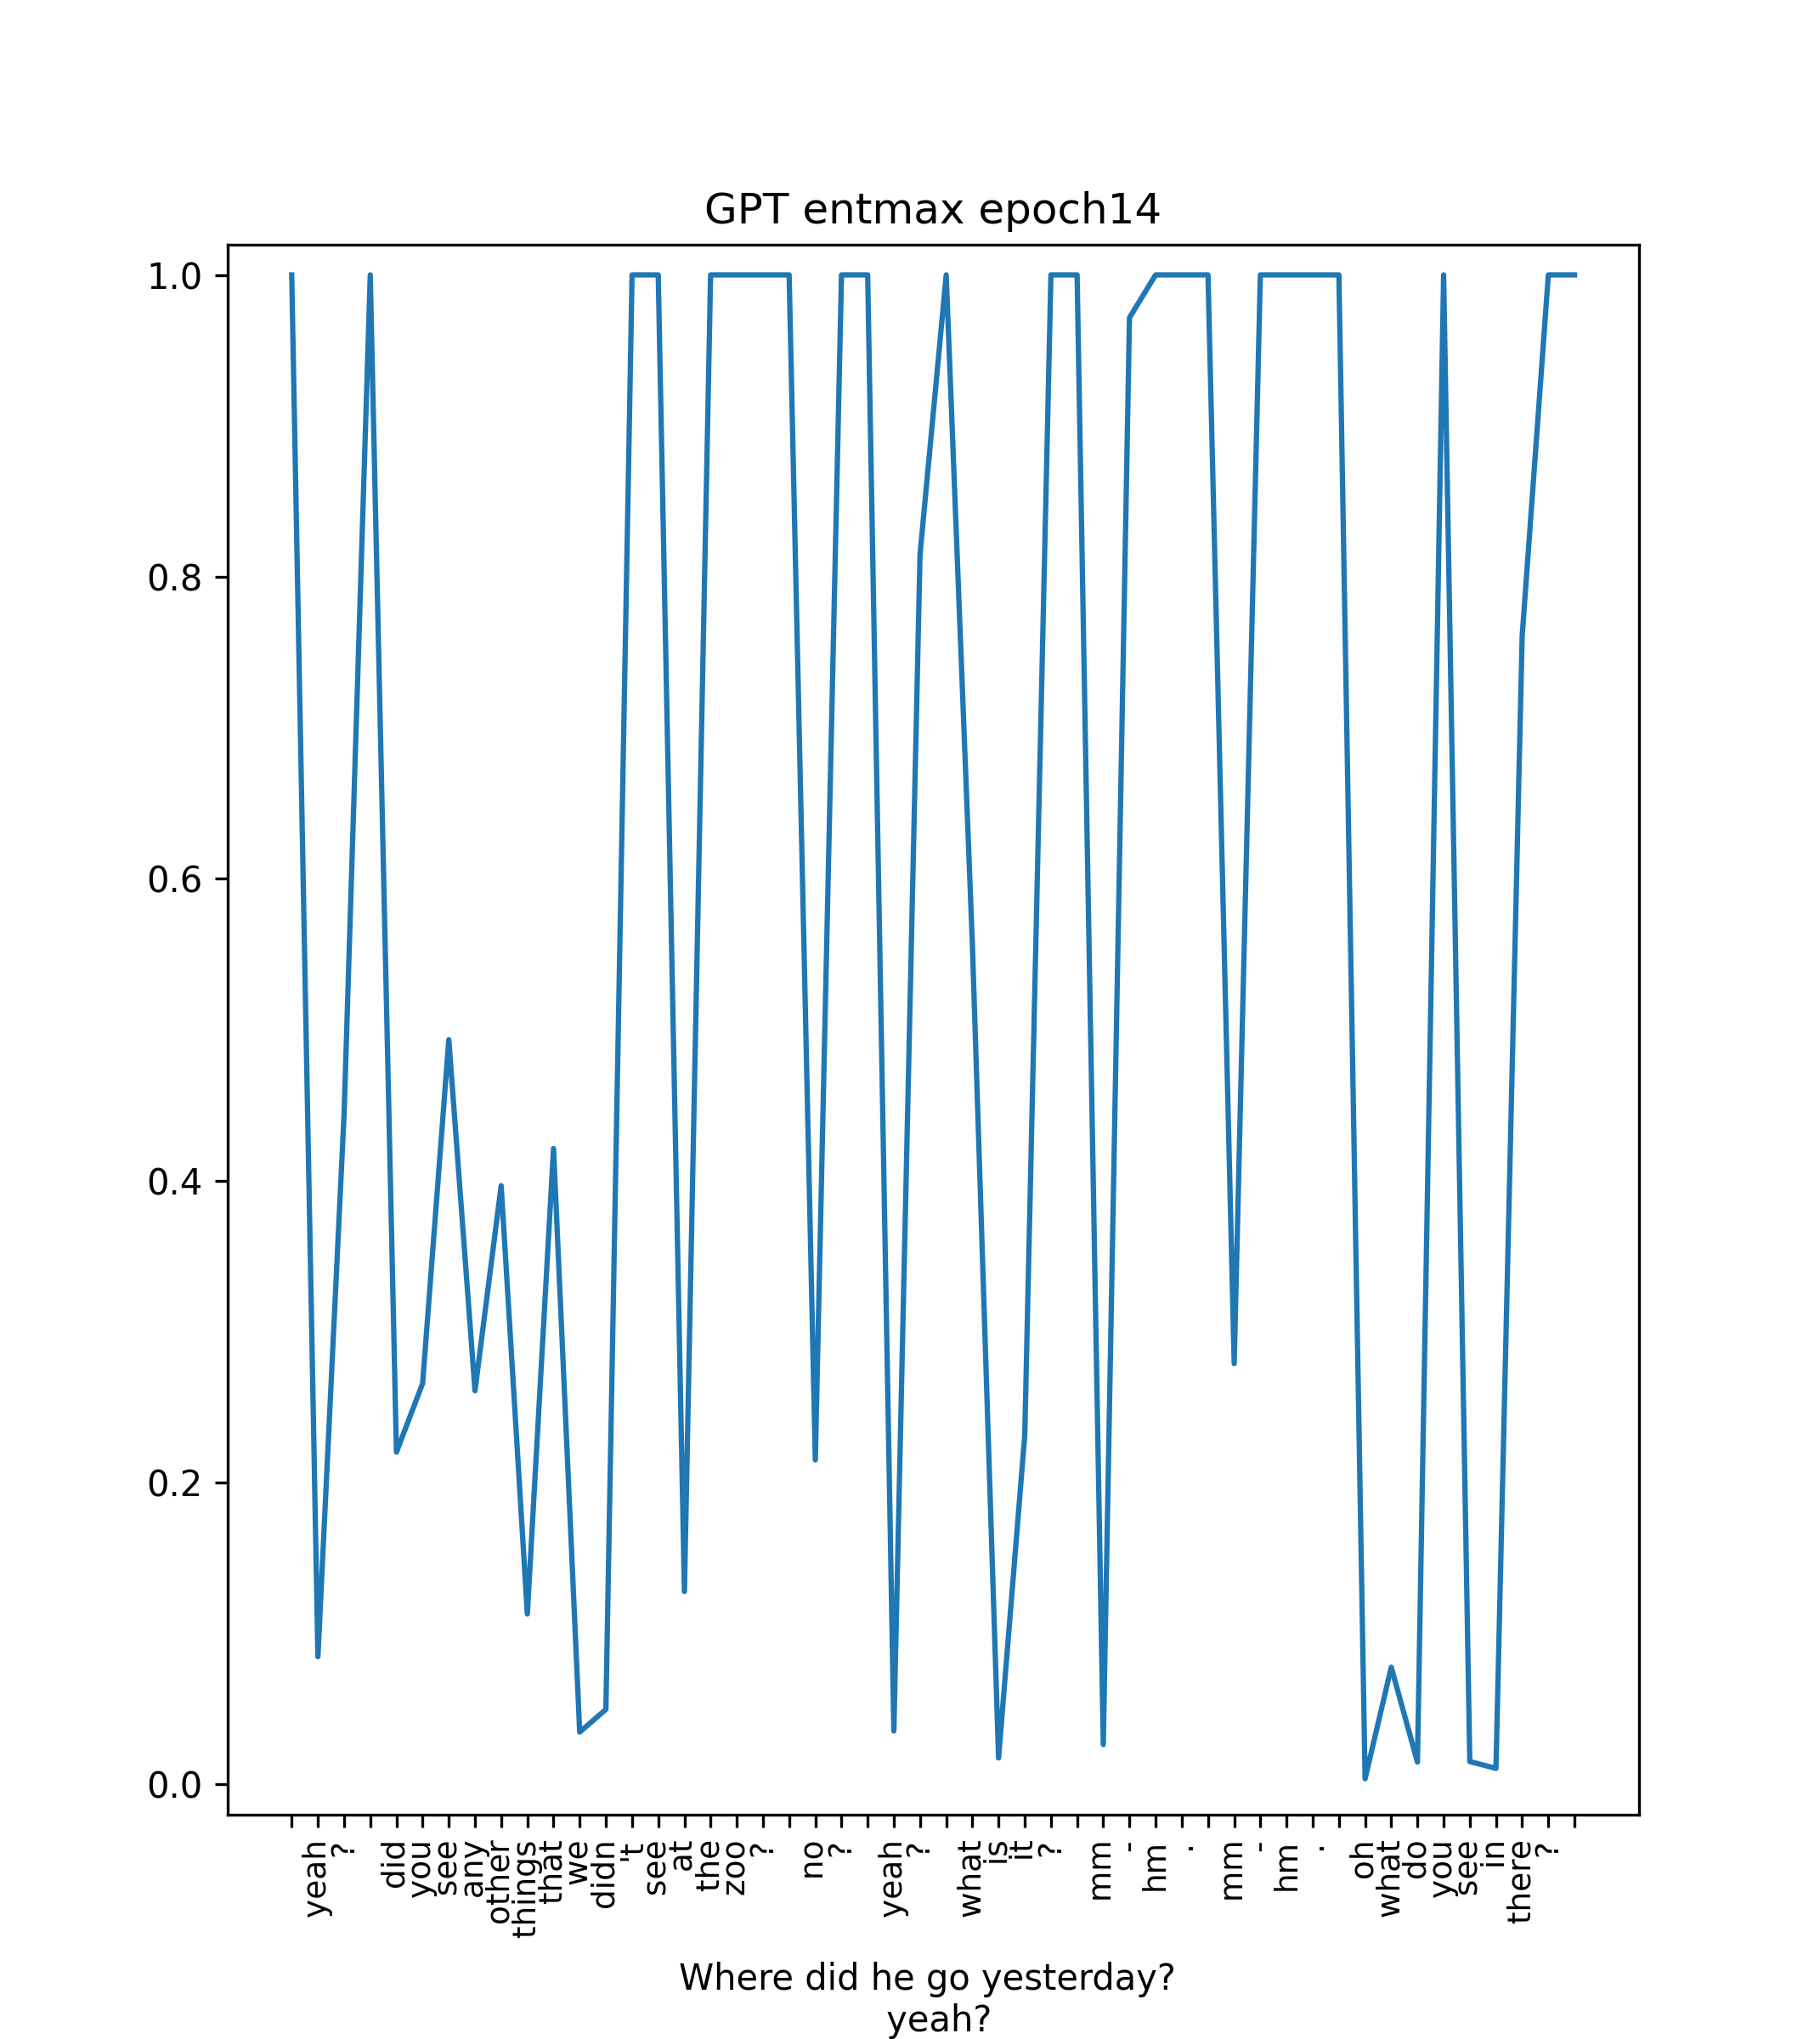 GPT entmax epoch14
1.0
0.8
0.6
0.4
0.2
0.0
yeah ? did you see any other things that we didn 't see at the zoo ? no ? yeah ? what is it ? mm - hm . mm - hm . oh what do you see in there ?
Where did he go yesterday?
yeah?